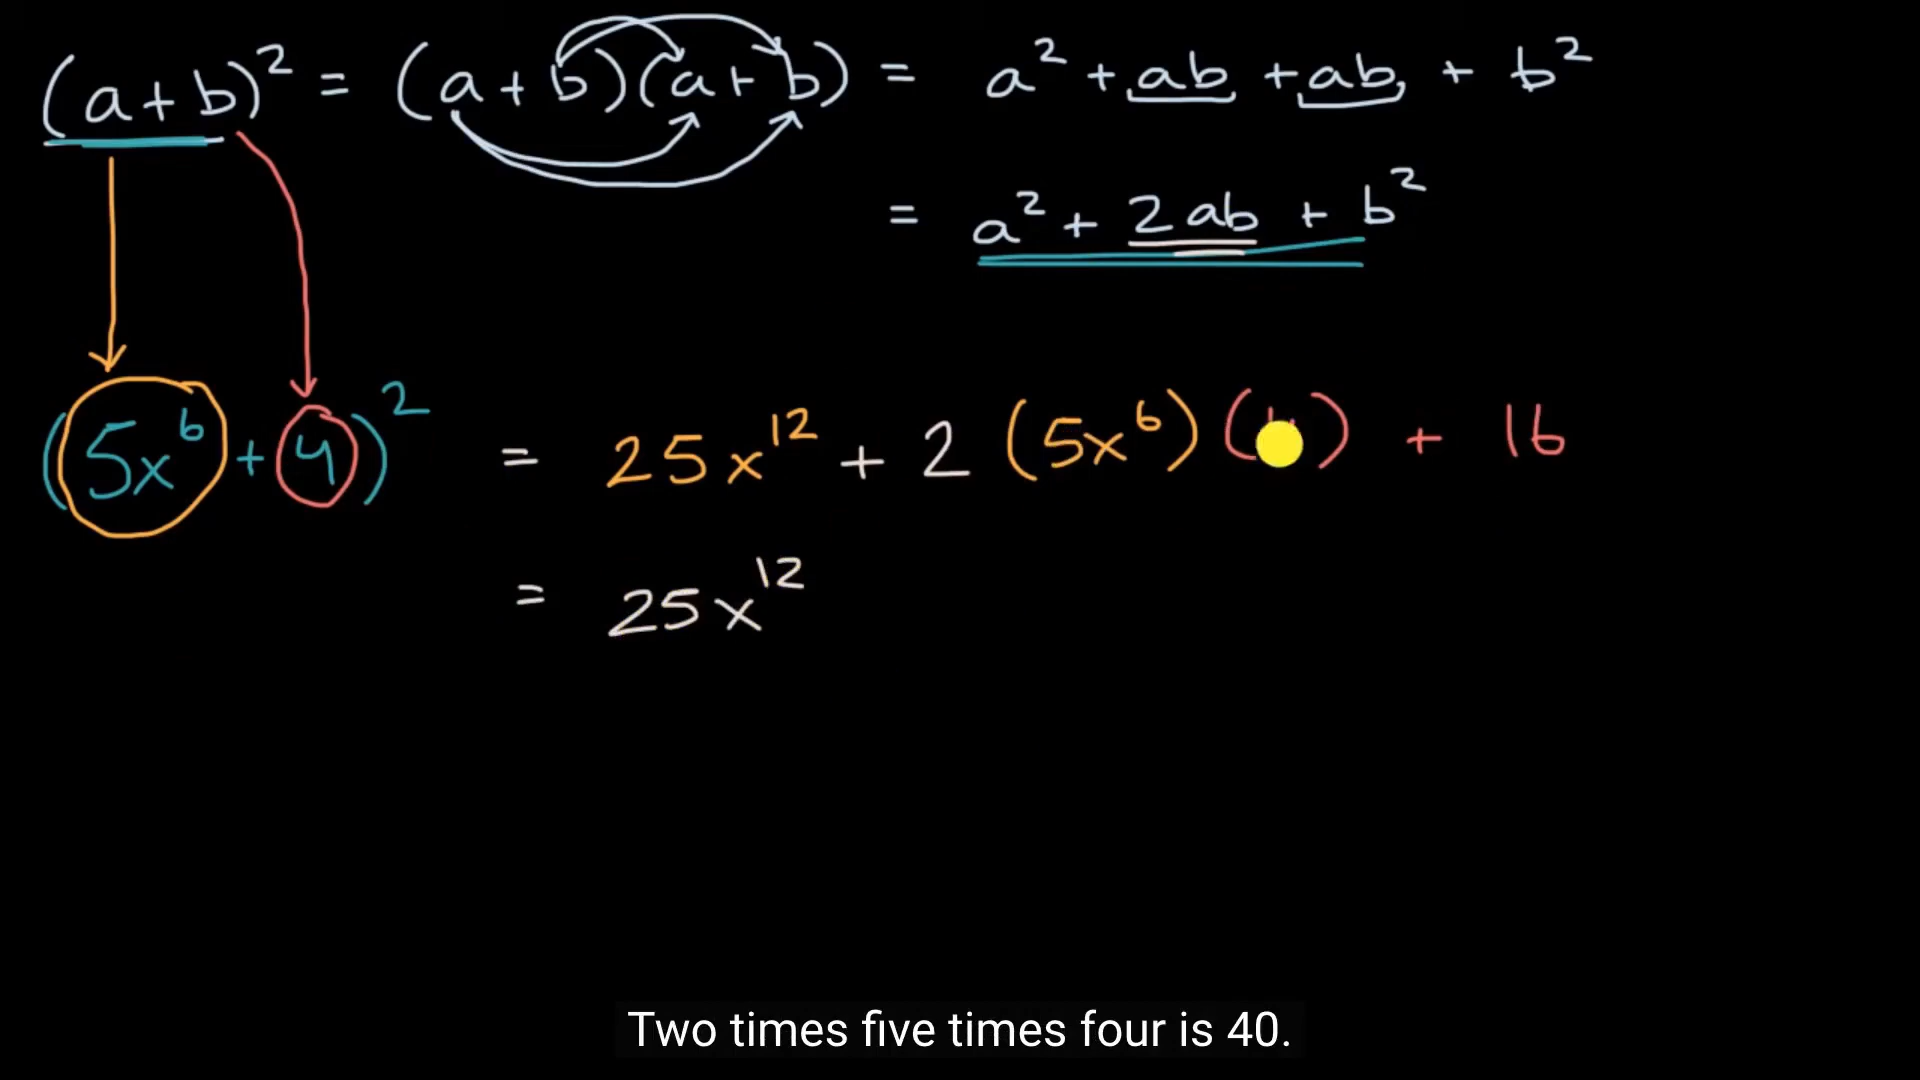 (a+b)² = (a+b)(a+b) = a² + ab + ab + b²
= a² + 2ab + b²
(5x⁶+4)² = 25x¹² + 2 (5x⁶) ( ) + 16
= 25x¹²
Two times five times four is 40.